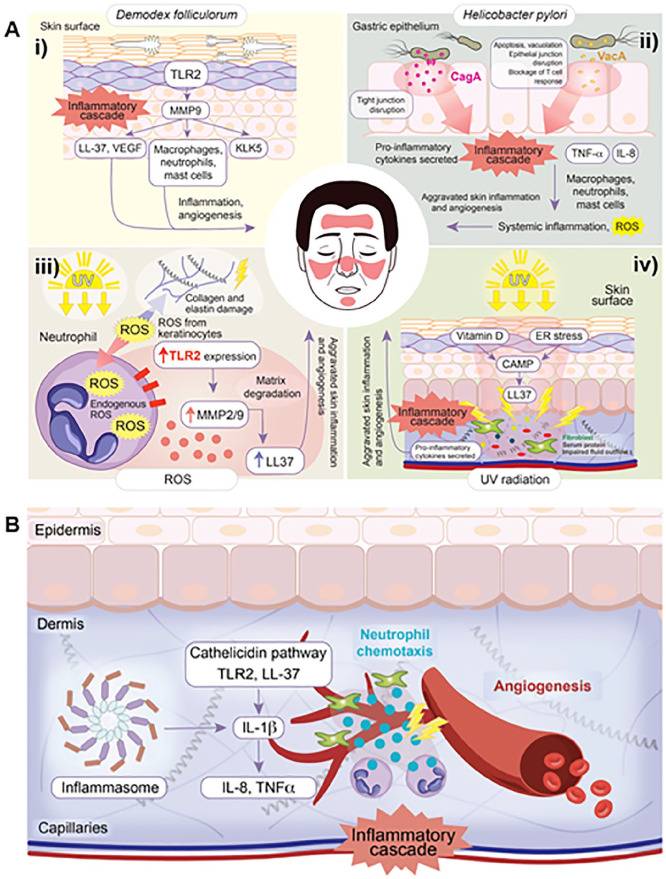 A
Demodex folliculorum
Skin surface
i)
TLR2
Inflammatory
cascade
MMP9
LL-37, VEGF
Macrophages,
neutrophils,
mast cells
KLK5
Inflammation,
angiogenesis
Helicobacter pylori
Gastric epithelium
ii)
CagA
Apoptosis, vacuolation
Epithelial junction
disruption
Blockage of T cell
response
VacA
Tight junction
disruption
Pro-inflammatory
cytokines secreted
Inflammatory
cascade
TNF-α
IL-8
Macrophages,
neutrophils,
mast cells
Aggravated skin inflammation
and angiogenesis
Systemic inflammation, ROS
iii)
UV
Collagen and
elastin damage
Neutrophil
ROS
ROS from
keratinocytes
TLR2 expression
ROS
Endogenous
ROS
ROS
Matrix
degradation
MMP2/9
LL37
Aggravated skin inflammation
and angiogenesis
ROS
iv)
UV
Skin
surface
Vitamin D
ER stress
CAMP
LL37
Inflammatory
cascade
Pro-inflammatory
cytokines secreted
Fibroblast
Serum protein
Impaired fluid outflow
Aggravated skin inflammation
and angiogenesis
UV radiation
B
Epidermis
Dermis
Cathelicidin pathway
TLR2, LL-37
Neutrophil
chemotaxis
Angiogenesis
IL-1β
Inflammasome
IL-8, TNFα
Capillaries
Inflammatory
cascade